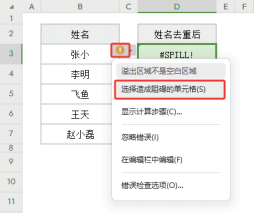 A B C D E F
1
2 姓名 姓名去重后
3 张小 #SPILL!
4 李明
5 飞鱼
6 王天
7 赵小磊
8
9
10
11
溢出区域不是空白区域
选择造成阻碍的单元格(S)
显示计算步骤(C)...
忽略错误(I)
在编辑栏中编辑(F)
错误检查选项(O)...